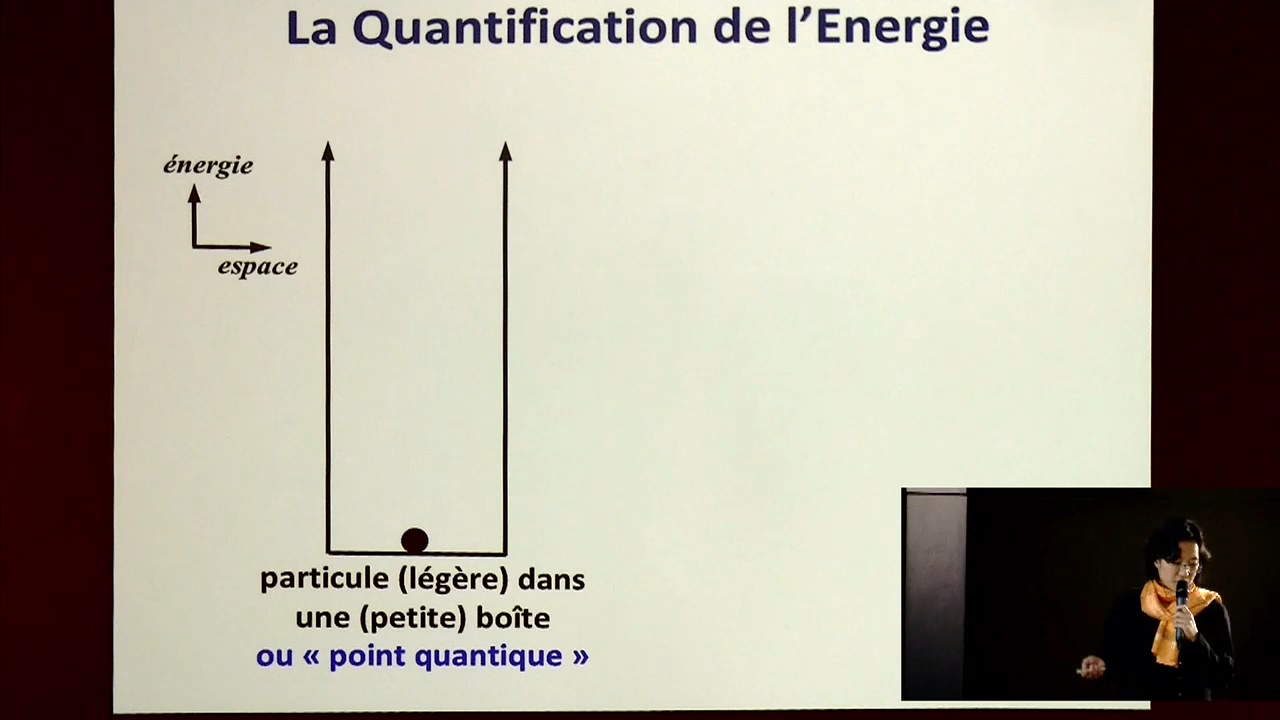 La Quantification de l’Energie
énergie
espace
particule (légère) dans
une (petite) boîte
ou « point quantique »